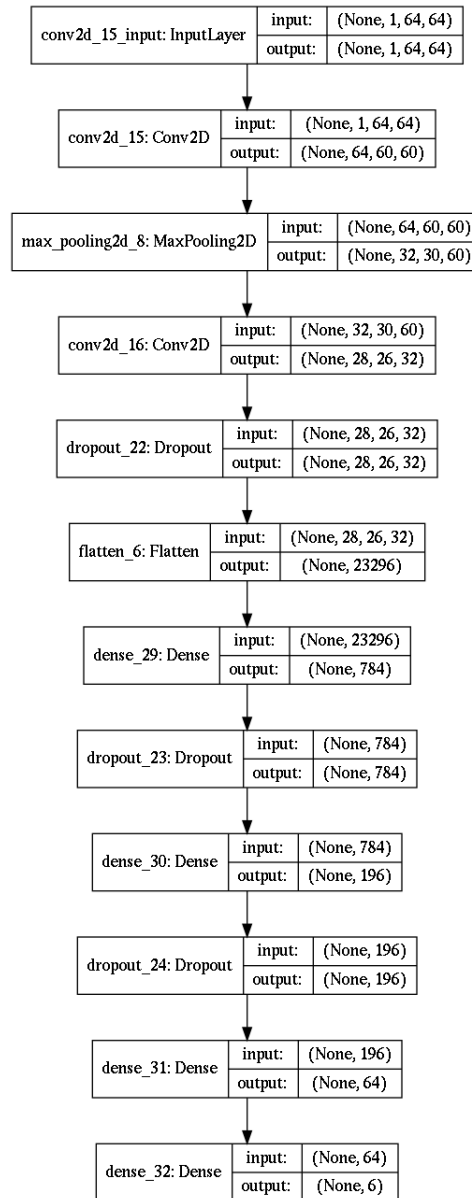 conv2d_15_input: InputLayer
input: (None, 1, 64, 64)
output: (None, 1, 64, 64)
conv2d_15: Conv2D
input: (None, 1, 64, 64)
output: (None, 64, 60, 60)
max_pooling2d_8: MaxPooling2D
input: (None, 64, 60, 60)
output: (None, 32, 30, 60)
conv2d_16: Conv2D
input: (None, 32, 30, 60)
output: (None, 28, 26, 32)
dropout_22: Dropout
input: (None, 28, 26, 32)
output: (None, 28, 26, 32)
flatten_6: Flatten
input: (None, 28, 26, 32)
output: (None, 23296)
dense_29: Dense
input: (None, 23296)
output: (None, 784)
dropout_23: Dropout
input: (None, 784)
output: (None, 784)
dense_30: Dense
input: (None, 784)
output: (None, 196)
dropout_24: Dropout
input: (None, 196)
output: (None, 196)
dense_31: Dense
input: (None, 196)
output: (None, 64)
dense_32: Dense
input: (None, 64)
output: (None, 6)